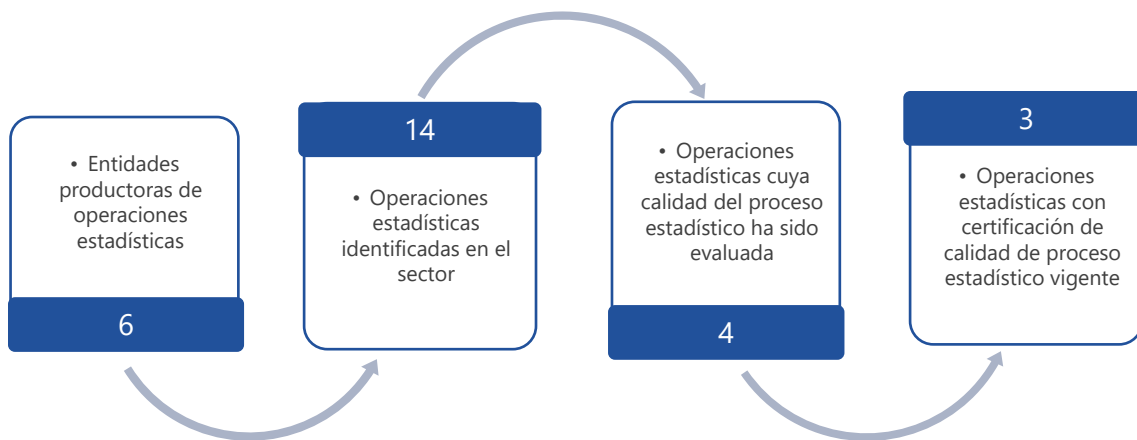 • Entidades
productoras de
operaciones
estadísticas
6
14
• Operaciones
estadísticas
identificadas en el
sector
• Operaciones
estadísticas cuya
calidad del proceso
estadístico ha sido
evaluada
4
3
• Operaciones
estadísticas con
certificación de
calidad de proceso
estadístico vigente